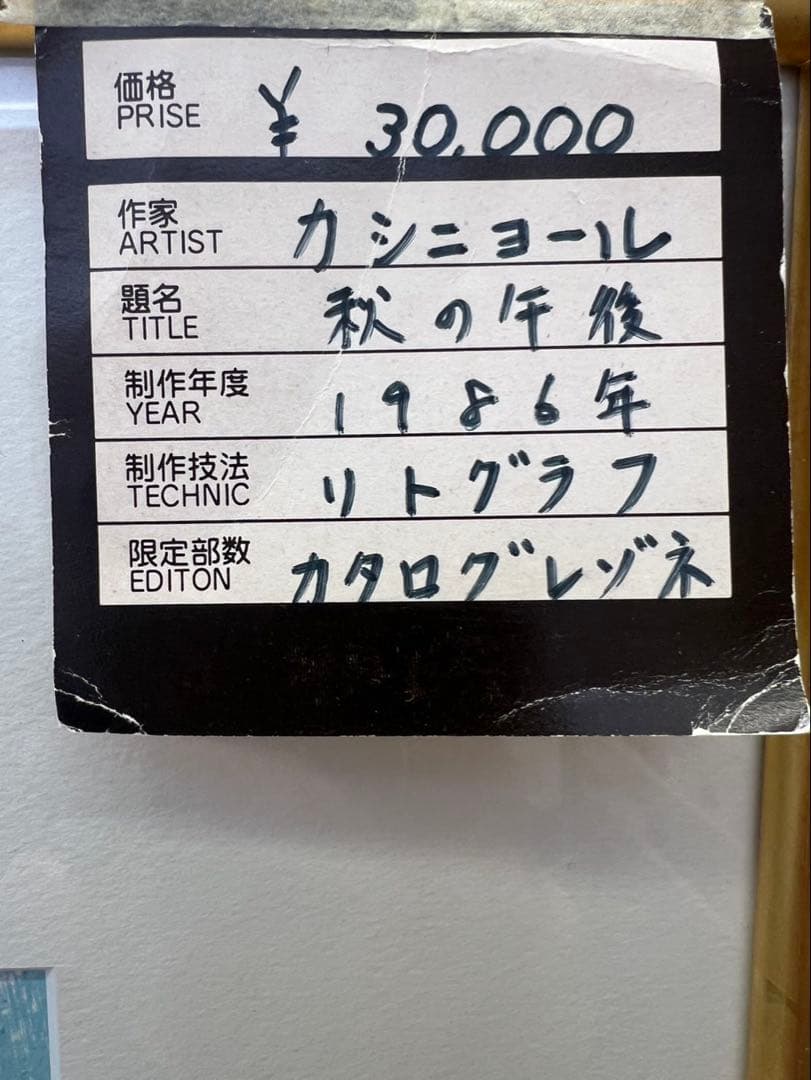 価格
PRISE ¥ 30.000
作家
ARTIST カシニョール
題名
TITLE 秋の午後
制作年度
YEAR 1986年
制作技法
TECHNIC リトグラフ
限定部数
EDITON カタログレゾネ